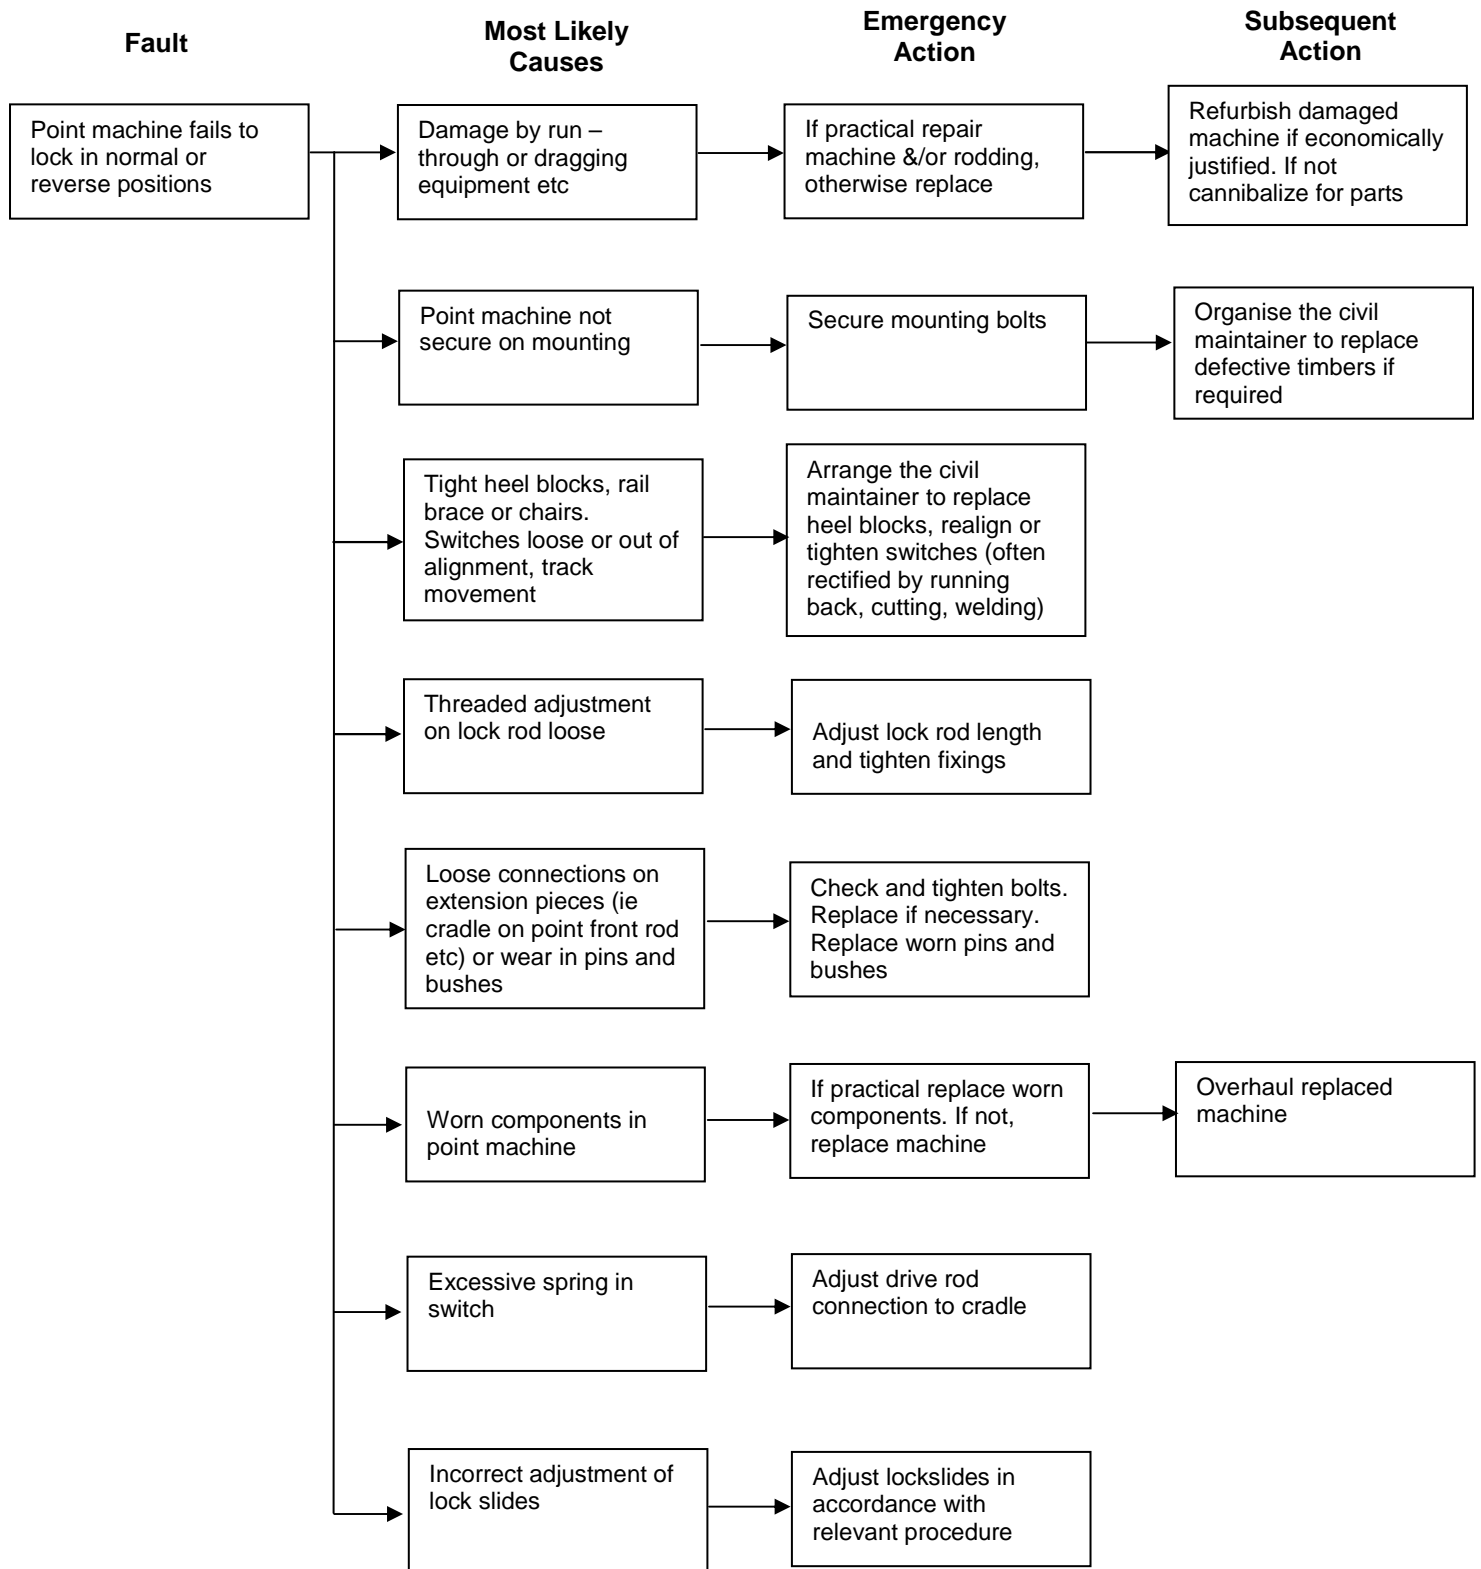 Fault
Most Likely
Causes
Emergency
Action
Subsequent
Action
Point machine fails to
lock in normal or
reverse positions
Damage by run –
through or dragging
equipment etc
If practical repair
machine &/or rodding,
otherwise replace
Refurbish damaged
machine if economically
justified. If not
cannibalize for parts
Point machine not
secure on mounting
Secure mounting bolts
Organise the civil
maintainer to replace
defective timbers if
required
Tight heel blocks, rail
brace or chairs.
Switches loose or out of
alignment, track
movement
Arrange the civil
maintainer to replace
heel blocks, realign or
tighten switches (often
rectified by running
back, cutting, welding)
Threaded adjustment
on lock rod loose
Adjust lock rod length
and tighten fixings
Loose connections on
extension pieces (ie
cradle on point front rod
etc) or wear in pins and
bushes
Check and tighten bolts.
Replace if necessary.
Replace worn pins and
bushes
Worn components in
point machine
If practical replace worn
components. If not,
replace machine
Overhaul replaced
machine
Excessive spring in
switch
Adjust drive rod
connection to cradle
Incorrect adjustment of
lock slides
Adjust lockslides in
accordance with
relevant procedure